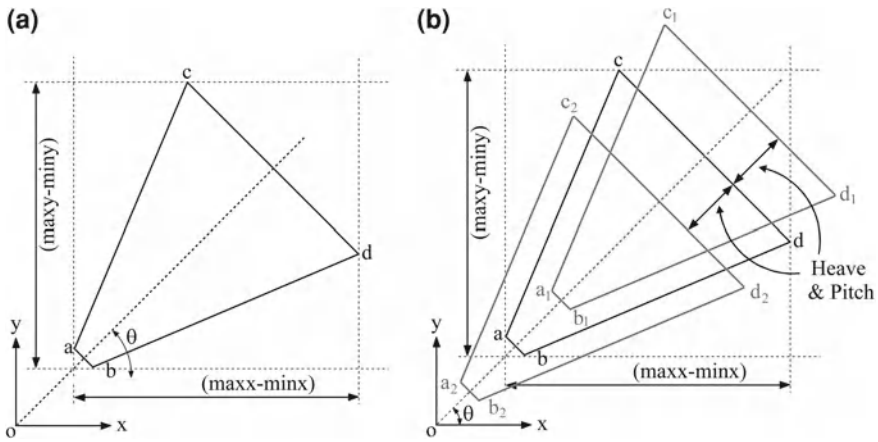 (a)
c
(maxy-miny)
d
y
a
θ
b
(maxx-minx)
o
x
(b)
c₁
c
c₂
(maxy-miny)
d₁
d
Heave
& Pitch
a₁
b₁
d₂
y
a
b
a₂
b₂
(maxx-minx)
θ
o
x